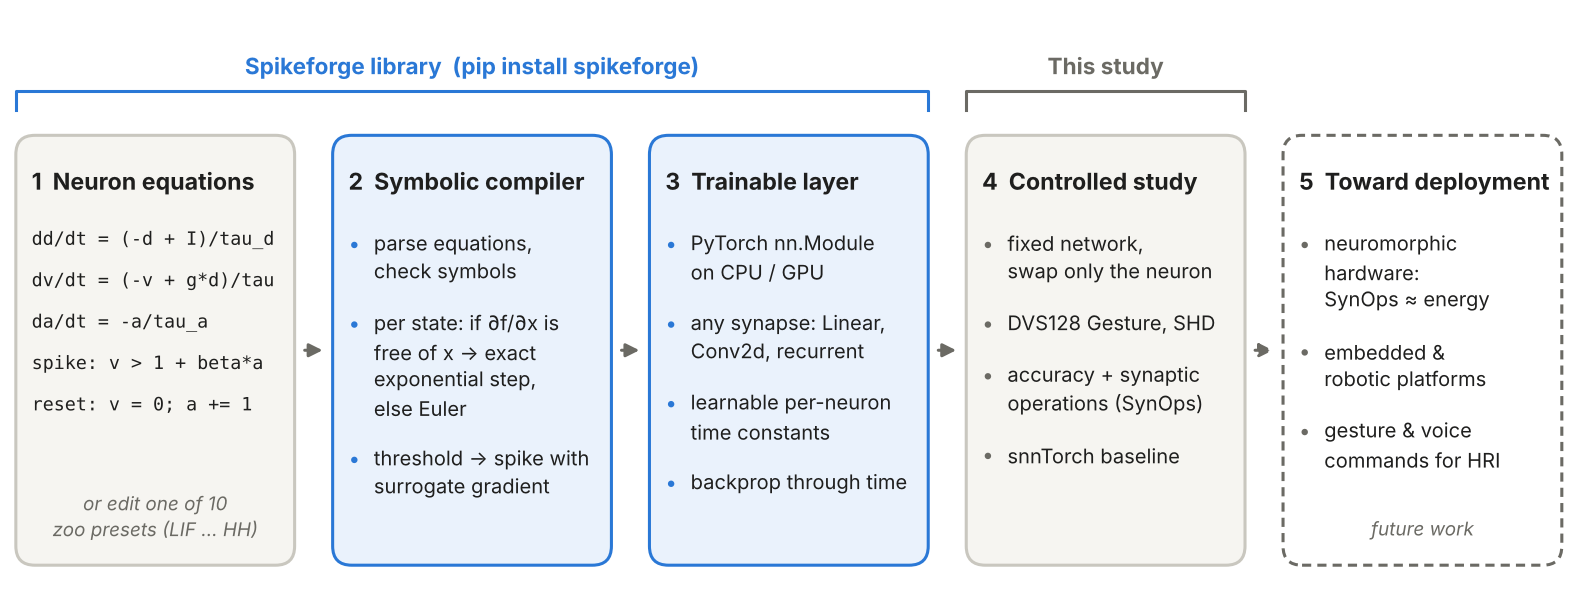 Spikeforge library (pip install spikeforge)
This study
1 Neuron equations
dd/dt = (-d + I)/tau_d
dv/dt = (-v + g*d)/tau
da/dt = -a/tau_a
spike: v > 1 + beta*a
reset: v = 0; a += 1
or edit one of 10
zoo presets (LIF ... HH)
2 Symbolic compiler
• parse equations,
check symbols
• per state: if ∂f/∂x is
free of x → exact
exponential step,
else Euler
• threshold → spike with
surrogate gradient
3 Trainable layer
• PyTorch nn.Module
on CPU / GPU
• any synapse: Linear,
Conv2d, recurrent
• learnable per-neuron
time constants
• backprop through time
4 Controlled study
• fixed network,
swap only the neuron
• DVS128 Gesture, SHD
• accuracy + synaptic
operations (SynOps)
• snnTorch baseline
5 Toward deployment
• neuromorphic
hardware:
SynOps ≈ energy
• embedded &
robotic platforms
• gesture & voice
commands for HRI
future work